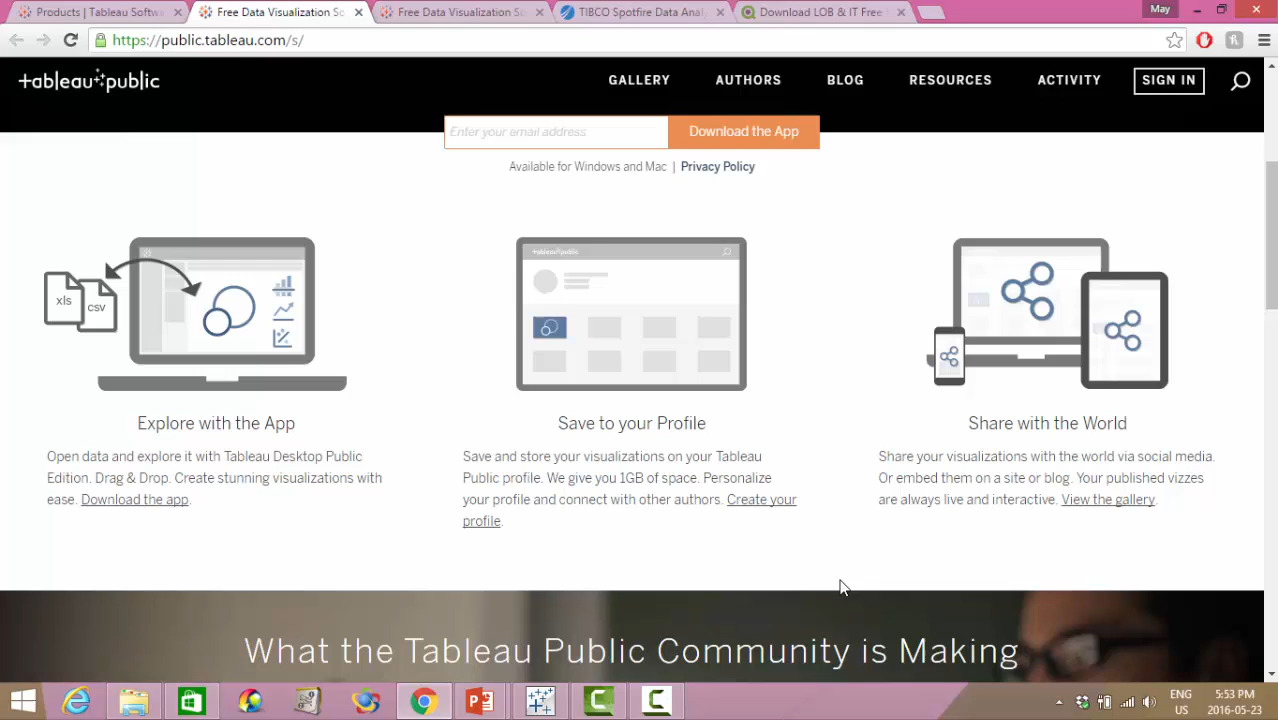 Products | Tableau Softwa
Free Data Visualization So
Free Data Visualization So
TIBCO Spotfire Data Anal
Download LOB & IT Free
May
https://public.tableau.com/s/
tableau public
GALLERY
AUTHORS
BLOG
RESOURCES
ACTIVITY
SIGN IN
Enter your email address
Download the App
Available for Windows and Mac | Privacy Policy
xls
csv
tableau public
Explore with the App
Open data and explore it with Tableau Desktop Public
Edition. Drag & Drop. Create stunning visualizations with
ease. Download the app.
Save to your Profile
Save and store your visualizations on your Tableau
Public profile. We give you 1GB of space. Personalize
your profile and connect with other authors. Create your
profile.
Share with the World
Share your visualizations with the world via social media.
Or embed them on a site or blog. Your published vizzes
are always live and interactive. View the gallery.
What the Tableau Public Community is Making
ENG
US
5:53 PM
2016-05-23